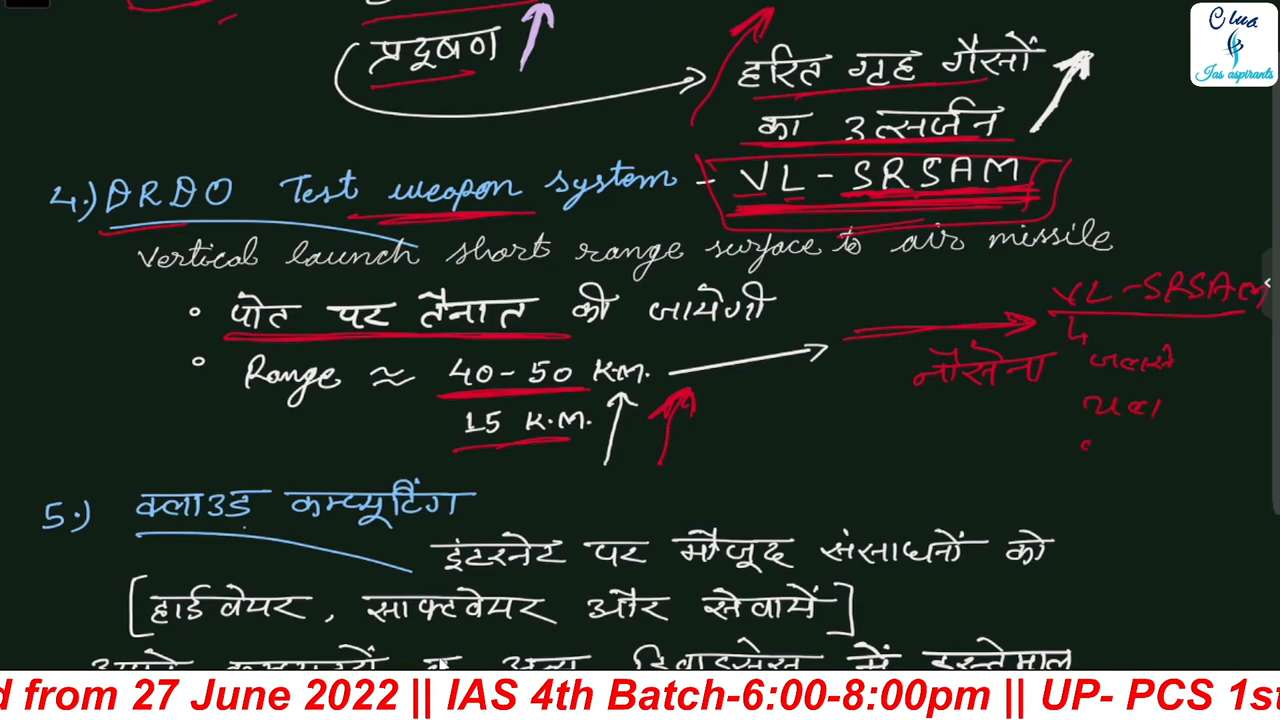 Clue
Ias aspirants
प्रदूषण
हरित गृह गैसों
का उत्सर्जन
4.) DRDO Test weapon system - VL-SRSAM
Vertical launch short range surface to air missile
• पोत पर तैनात की जायेगी
• Range ≈ 40-50 K.M.
15 K.M.
VL-SRSAM
नौसेना
5.) क्लाउड कम्प्यूटिंग
इंटरनेट पर मौजूद संसाधनों को
[हार्डवेयर, साफ्टवेयर और सेवायें]
में इस्तेमाल
d from 27 June 2022 || IAS 4th Batch-6:00-8:00pm || UP- PCS 1st